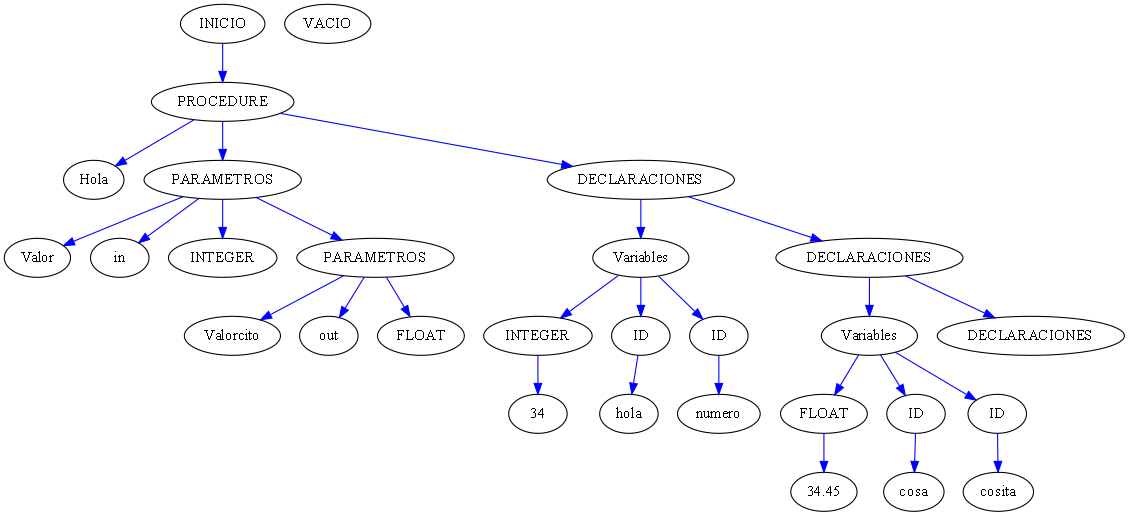 INICIO VACIO
PROCEDURE
Hola PARAMETROS DECLARACIONES
Valor in INTEGER PARAMETROS Variables DECLARACIONES
Valorcito out FLOAT INTEGER ID ID Variables DECLARACIONES
34 hola numero FLOAT ID ID
34.45 cosa cosita